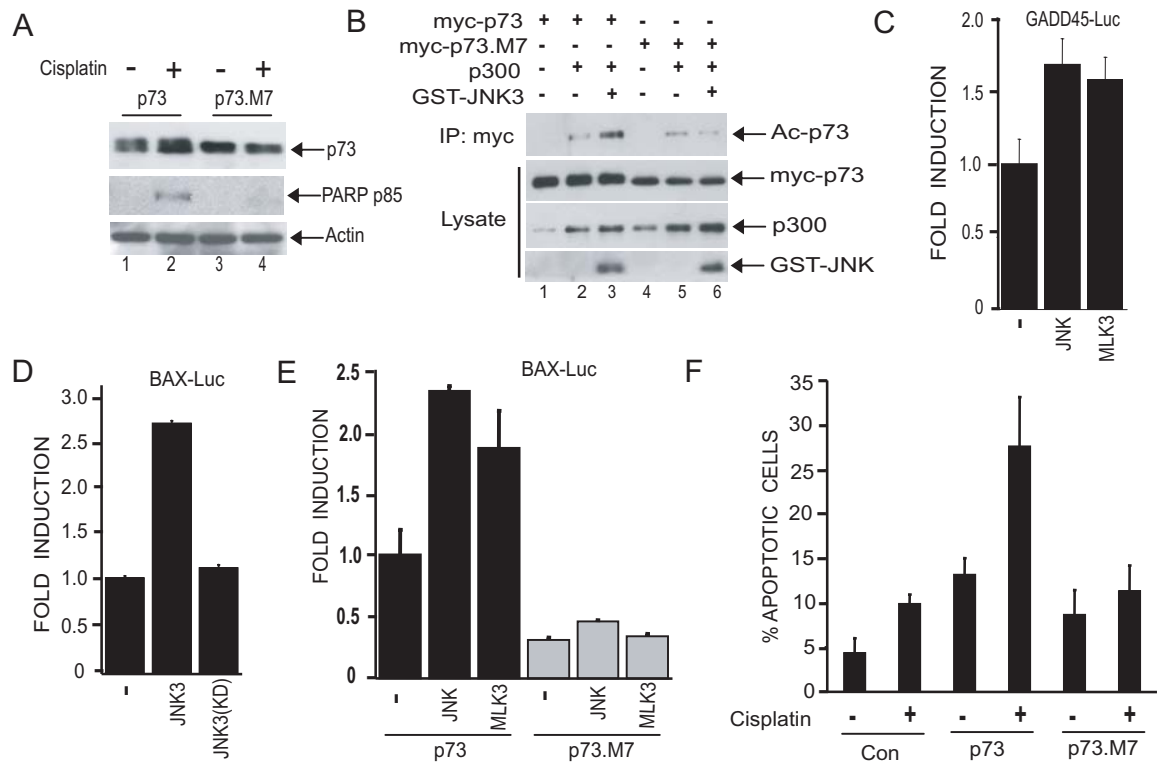 A
Cisplatin - + - +
p73 p73.M7
p73
PARP p85
Actin
1 2 3 4
B
myc-p73 + + + - - -
myc-p73.M7 - - - + + +
p300 - + + - + +
GST-JNK3 - - + - - +
IP: myc
Ac-p73
Lysate
myc-p73
p300
GST-JNK
1 2 3 4 5 6
C
GADD45-Luc
FOLD INDUCTION
2.0
1.5
1.0
0.5
0
- JNK MLK3
D
BAX-Luc
FOLD INDUCTION
3.0
2.5
2.0
1.0
0.5
0
- JNK3 JNK3(KD)
E
BAX-Luc
FOLD INDUCTION
2.5
2.0
1.5
1.0
0.5
0
- JNK MLK3 - JNK MLK3
p73 p73.M7
F
% APOPTOTIC CELLS
35
30
25
20
15
10
5
0
Cisplatin - + - + - +
Con p73 p73.M7